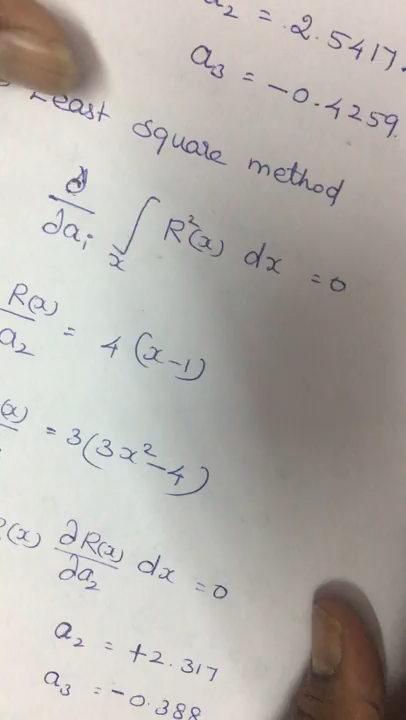 a₂ = 2.5417.
a₃ = -0.4259.
Least square method
∂/∂aᵢ ∫ₓ R²(x) dx = 0
R(x)/a₂ = 4(x-1)
(x) = 3(3x²-4)
R(x) ∂R(x)/∂a₂ dx = 0
a₂ = +2.317
a₃ = -0.388